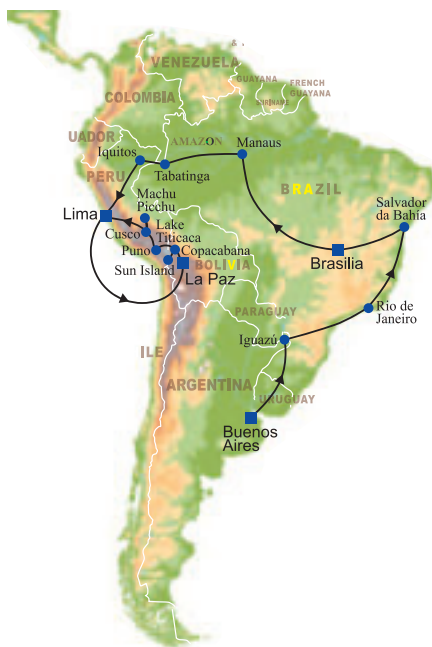 VENEZUELA
GUAYANA
FRENCH
GUAYANA
SURINAME
COLOMBIA
UADOR
AMAZON
Manaus
Iquitos
Tabatinga
PERU
BRAZIL
Machu
Picchu
Salvador
da Bahía
Lima
Lake
Titicaca
Cusco
Copacabana
Puno
Sun Island
BOLIVIA
La Paz
Brasilia
PARAGUAY
Rio de
Janeiro
Iguazú
ILE
ARGENTINA
URUGUAY
Buenos
Aires